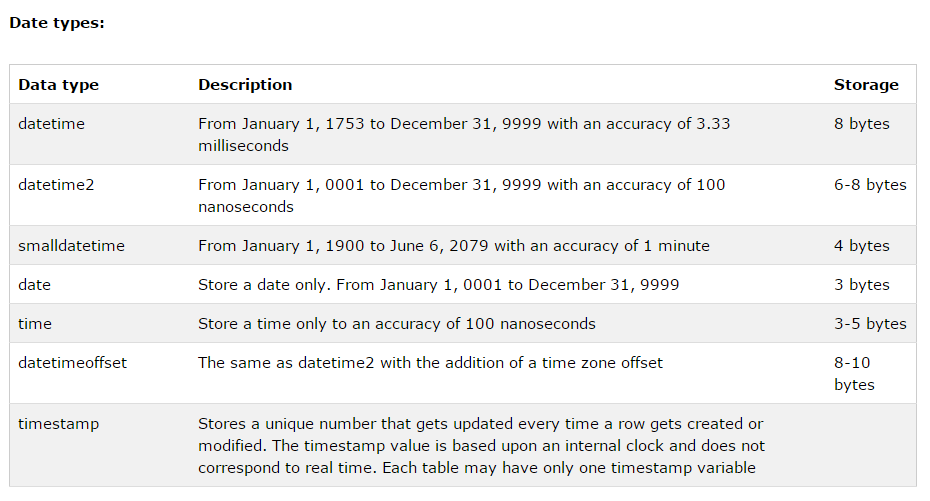 Date types:
Data type Description Storage
datetime From January 1, 1753 to December 31, 9999 with an accuracy of 3.33 8 bytes
milliseconds
datetime2 From January 1, 0001 to December 31, 9999 with an accuracy of 100 6-8 bytes
nanoseconds
smalldatetime From January 1, 1900 to June 6, 2079 with an accuracy of 1 minute 4 bytes
date Store a date only. From January 1, 0001 to December 31, 9999 3 bytes
time Store a time only to an accuracy of 100 nanoseconds 3-5 bytes
datetimeoffset The same as datetime2 with the addition of a time zone offset 8-10
bytes
timestamp Stores a unique number that gets updated every time a row gets created or
modified. The timestamp value is based upon an internal clock and does not
correspond to real time. Each table may have only one timestamp variable